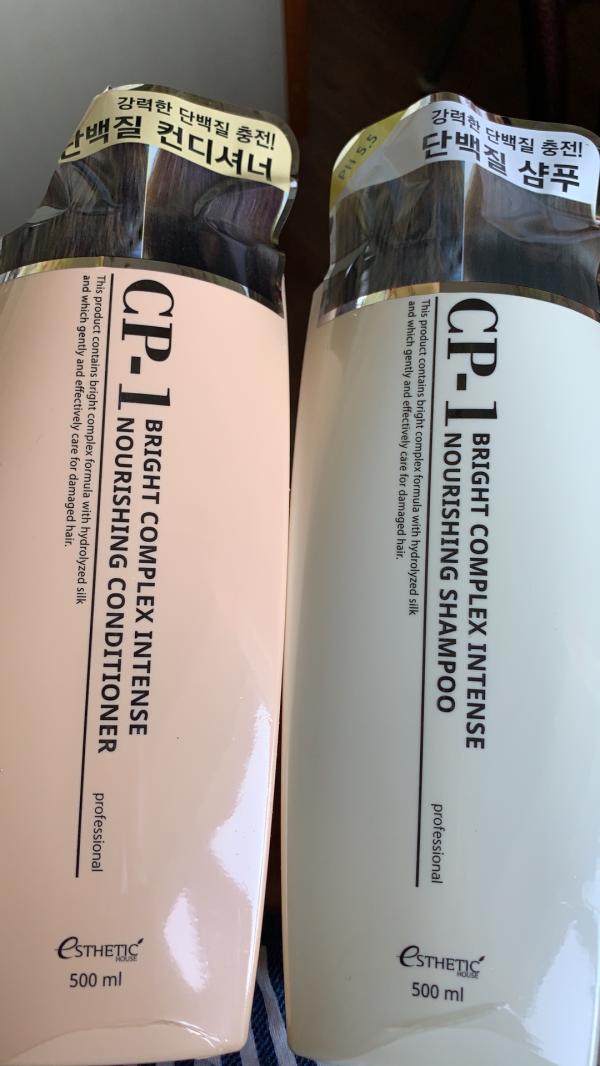 강력한 단백질 충전!
단백질 컨디셔너
CP-1
BRIGHT COMPLEX INTENSE
NOURISHING CONDITIONER
This product contains bright complex formula with hydrolyzed silk
and which gently and effectively care for damaged hair.
professional
eSTHETIC
HOUSE
500 ml
PH 5.5
강력한 단백질 충전!
단백질 샴푸
CP-1
BRIGHT COMPLEX INTENSE
NOURISHING SHAMPOO
This product contains bright complex formula with hydrolyzed silk
and which gently and effectively care for damaged hair.
professional
eSTHETIC
HOUSE
500 ml